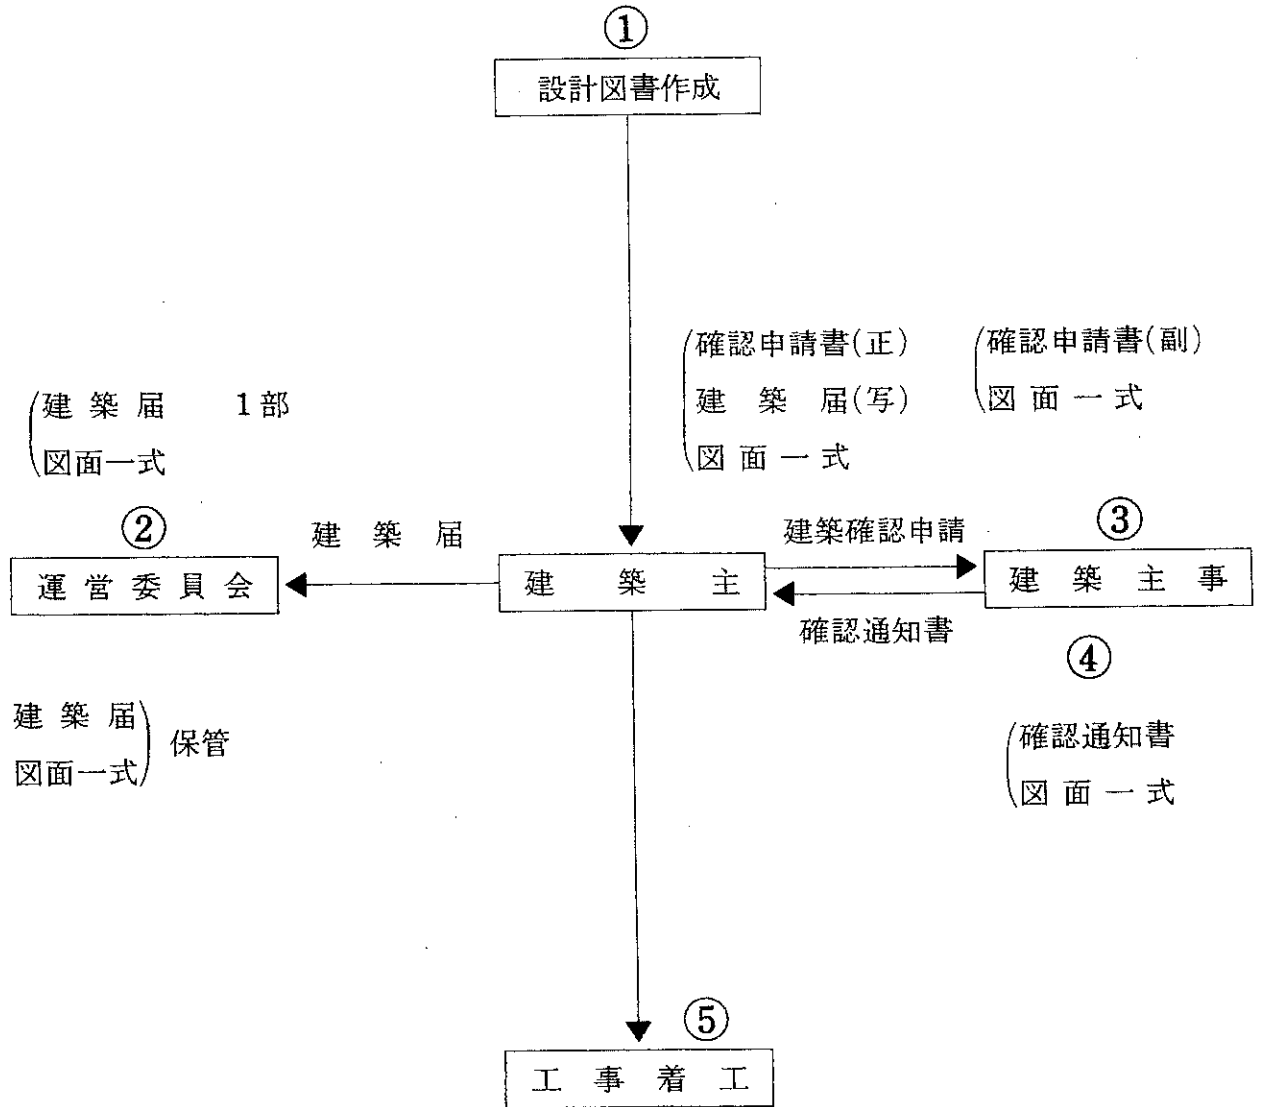 ①
設計図書作成
確認申請書(正)
建築届(写)
図面一式
確認申請書(副)
図面一式
建築届 1部
図面一式
②
建築届
建築確認申請
③
運営委員会
建築主
建築主事
確認通知書
④
建築届
図面一式
保管
確認通知書
図面一式
⑤
工事着工